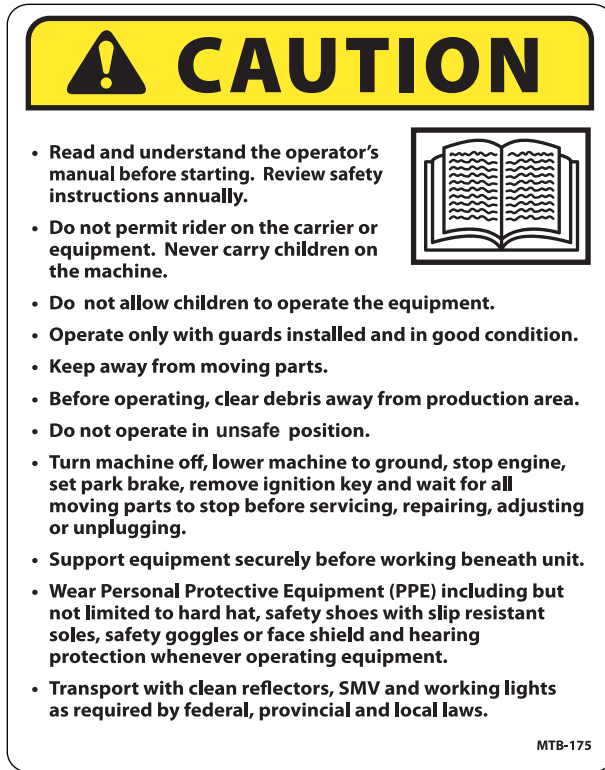 CAUTION
• Read and understand the operator's
manual before starting. Review safety
instructions annually.
• Do not permit rider on the carrier or
equipment. Never carry children on
the machine.
• Do not allow children to operate the equipment.
• Operate only with guards installed and in good condition.
• Keep away from moving parts.
• Before operating, clear debris away from production area.
• Do not operate in unsafe position.
• Turn machine off, lower machine to ground, stop engine,
set park brake, remove ignition key and wait for all
moving parts to stop before servicing, repairing, adjusting
or unplugging.
• Support equipment securely before working beneath unit.
• Wear Personal Protective Equipment (PPE) including but
not limited to hard hat, safety shoes with slip resistant
soles, safety goggles or face shield and hearing
protection whenever operating equipment.
• Transport with clean reflectors, SMV and working lights
as required by federal, provincial and local laws.
MTB-175